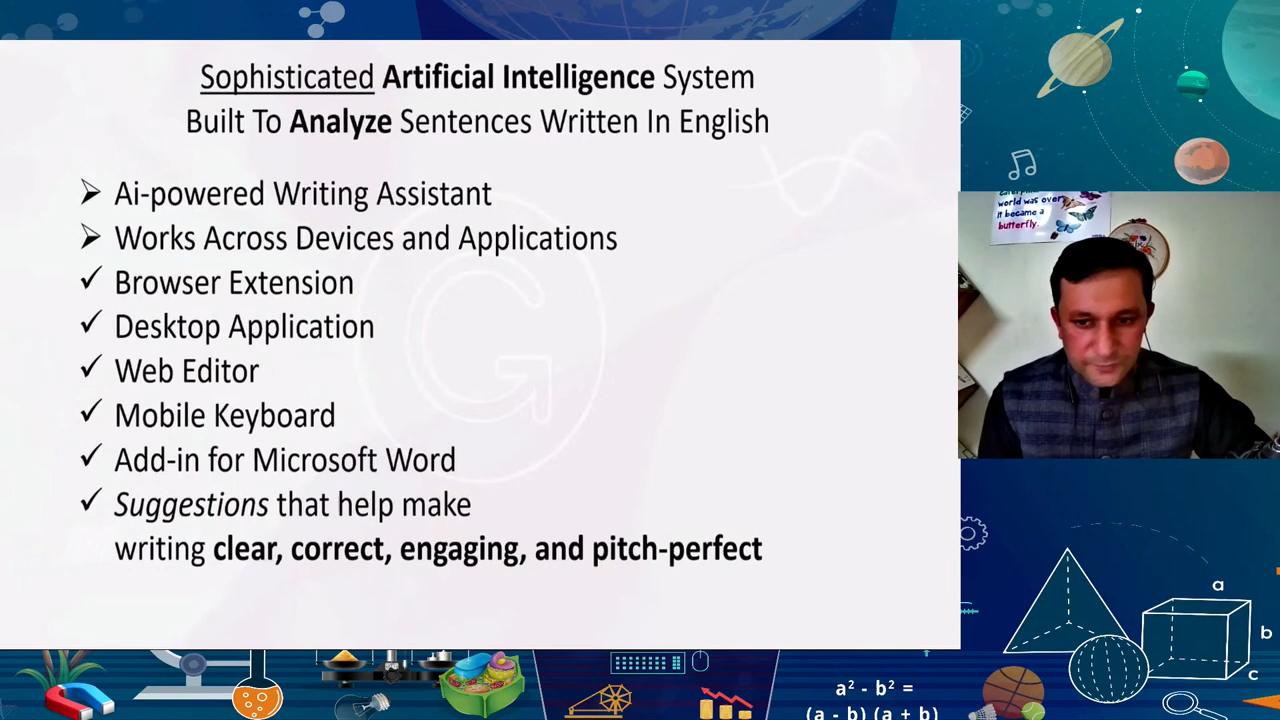 Sophisticated Artificial Intelligence System
Built To Analyze Sentences Written In English
Ai-powered Writing Assistant
Works Across Devices and Applications
Browser Extension
Desktop Application
Web Editor
Mobile Keyboard
Add-in for Microsoft Word
Suggestions that help make
writing clear, correct, engaging, and pitch-perfect
world was over
it became a
butterfly.
a
b
c
a² - b² =
(a - b) (a + b)